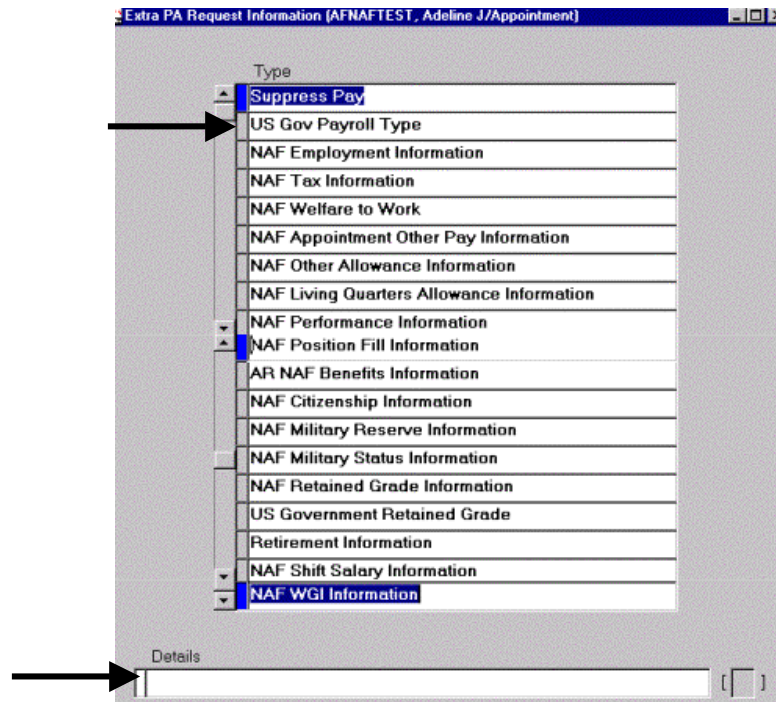 Extra PA Request Information (AFNAFTEST, Adeline J/Appointment)
Type
Suppress Pay
US Gov Payroll Type
NAF Employment Information
NAF Tax Information
NAF Welfare to Work
NAF Appointment Other Pay Information
NAF Other Allowance Information
NAF Living Quarters Allowance Information
NAF Performance Information
NAF Position Fill Information
AR NAF Benefits Information
NAF Citizenship Information
NAF Military Reserve Information
NAF Military Status Information
NAF Retained Grade Information
US Government Retained Grade
Retirement Information
NAF Shift Salary Information
NAF WGI Information
Details
[ ]